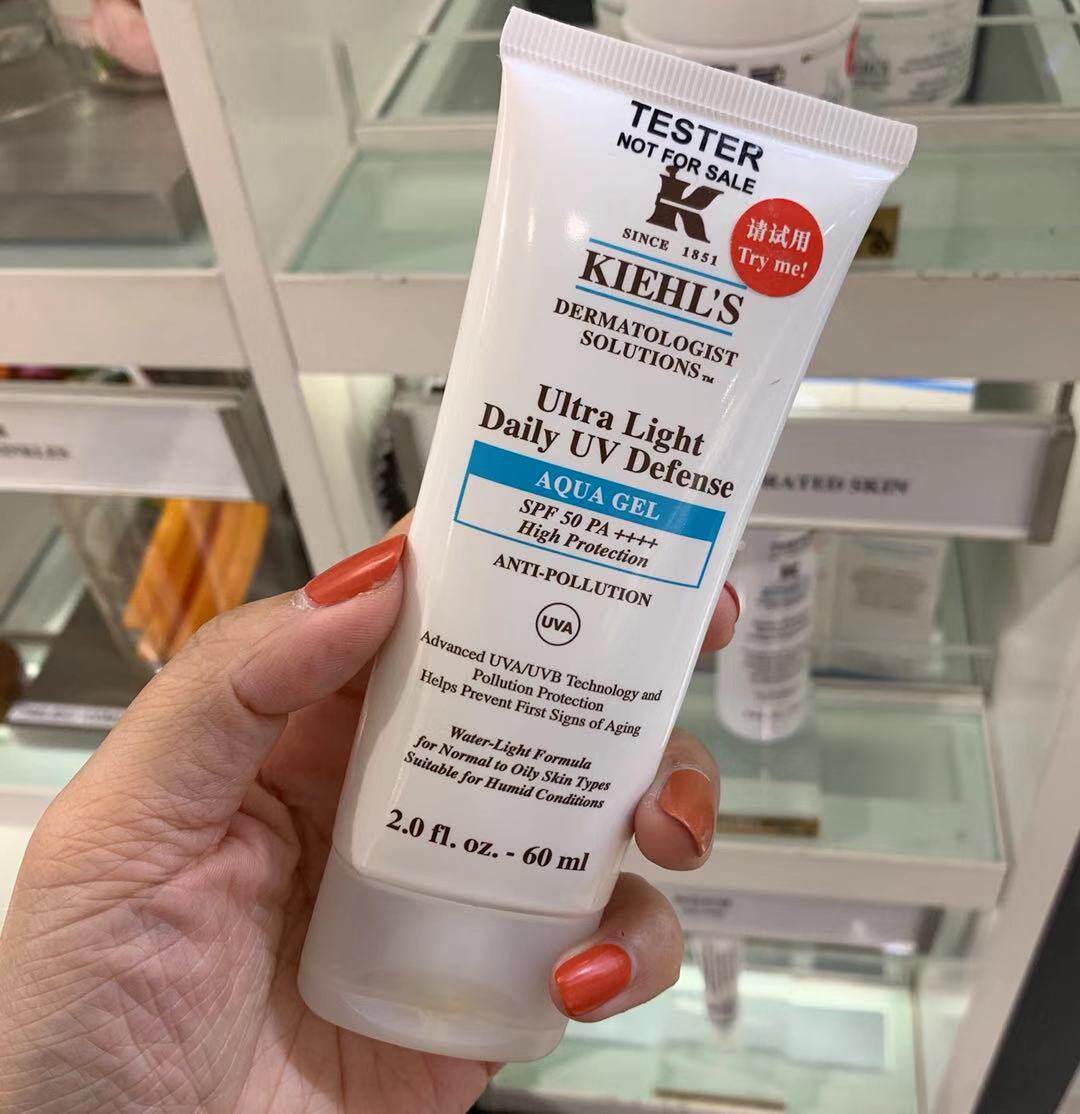 TESTER
NOT FOR SALE
K
SINCE 1851
KIEHL'S
DERMATOLOGIST
SOLUTIONS™
请试用
Try me!
Ultra Light
Daily UV Defense
AQUA GEL
SPF 50 PA ++++
High Protection
ANTI-POLLUTION
UVA
Advanced UVA/UVB Technology and
Pollution Protection
Helps Prevent First Signs of Aging
Water-Light Formula
for Normal to Oily Skin Types
Suitable for Humid Conditions
2.0 fl. oz. - 60 ml
RATED SKIN